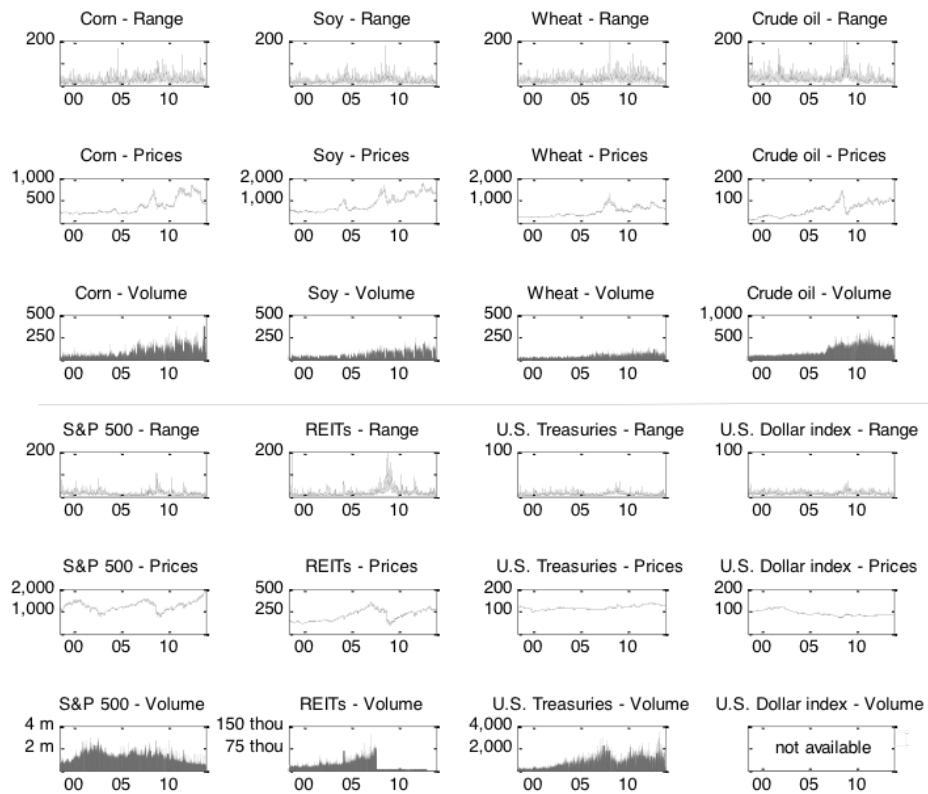 Corn - Range Soy - Range Wheat - Range Crude oil - Range
200 200 200 200
00 05 10 00 05 10 00 05 10 00 05 10
Corn - Prices Soy - Prices Wheat - Prices Crude oil - Prices
1,000 2,000 2,000 200
500 1,000 1,000 100
00 05 10 00 05 10 00 05 10 00 05 10
Corn - Volume Soy - Volume Wheat - Volume Crude oil - Volume
500 500 500 1,000
250 250 250 500
00 05 10 00 05 10 00 05 10 00 05 10
S&P 500 - Range REITs - Range U.S. Treasuries - Range U.S. Dollar index - Range
200 200 100 100
00 05 10 00 05 10 00 05 10 00 05 10
S&P 500 - Prices REITs - Prices U.S. Treasuries - Prices U.S. Dollar index - Prices
2,000 500 200 200
1,000 250 100 100
00 05 10 00 05 10 00 05 10 00 05 10
S&P 500 - Volume REITs - Volume U.S. Treasuries - Volume U.S. Dollar index - Volume
4 m 150 thou 4,000
2 m 75 thou 2,000 not available
00 05 10 00 05 10 00 05 10 00 05 10